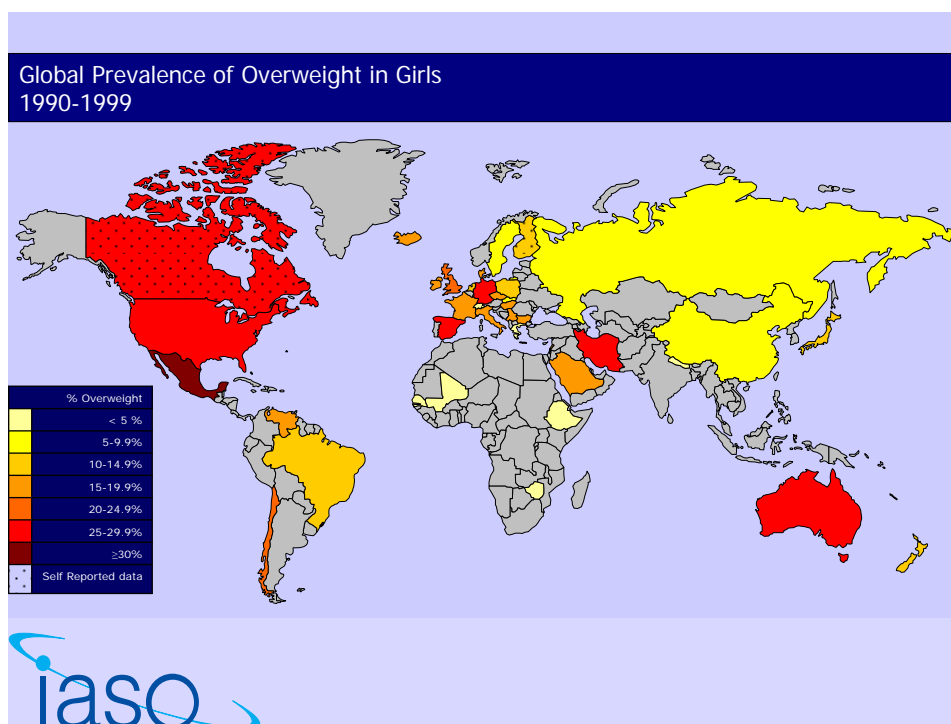 Global Prevalence of Overweight in Girls
1990-1999
% Overweight
< 5 %
5-9.9%
10-14.9%
15-19.9%
20-24.9%
25-29.9%
≥30%
Self Reported data
iaso